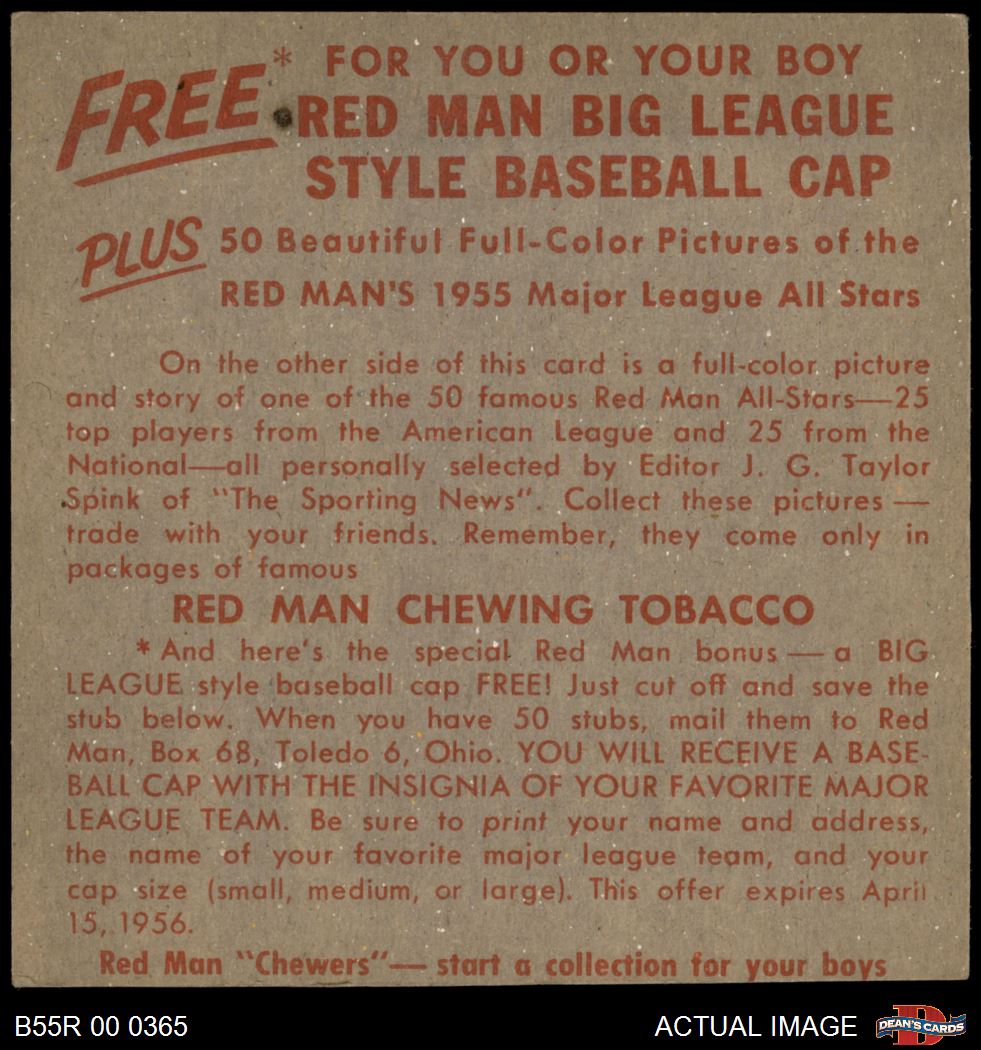 FREE* FOR YOU OR YOUR BOY
RED MAN BIG LEAGUE
STYLE BASEBALL CAP
PLUS 50 Beautiful Full-Color Pictures of the
RED MAN'S 1955 Major League All Stars
On the other side of this card is a full-color picture
and story of one of the 50 famous Red Man All-Stars—25
top players from the American League and 25 from the
National—all personally selected by Editor J. G. Taylor
Spink of "The Sporting News". Collect these pictures —
trade with your friends. Remember, they come only in
packages of famous
RED MAN CHEWING TOBACCO
* And here's the special Red Man bonus — a BIG
LEAGUE style baseball cap FREE! Just cut off and save the
stub below. When you have 50 stubs, mail them to Red
Man, Box 68, Toledo 6, Ohio. YOU WILL RECEIVE A BASE-
BALL CAP WITH THE INSIGNIA OF YOUR FAVORITE MAJOR
LEAGUE TEAM. Be sure to print your name and address,
the name of your favorite major league team, and your
cap size (small, medium, or large). This offer expires April
15, 1956.
Red Man "Chewers"— start a collection for your boys
B55R 00 0365
ACTUAL IMAGE
DEAN'S CARDS